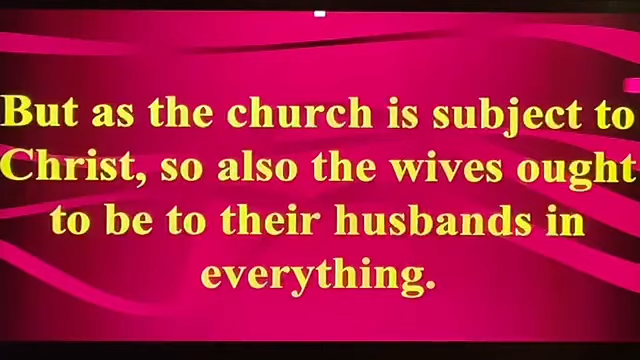 But as the church is subject to
Christ, so also the wives ought
to be to their husbands in
everything.